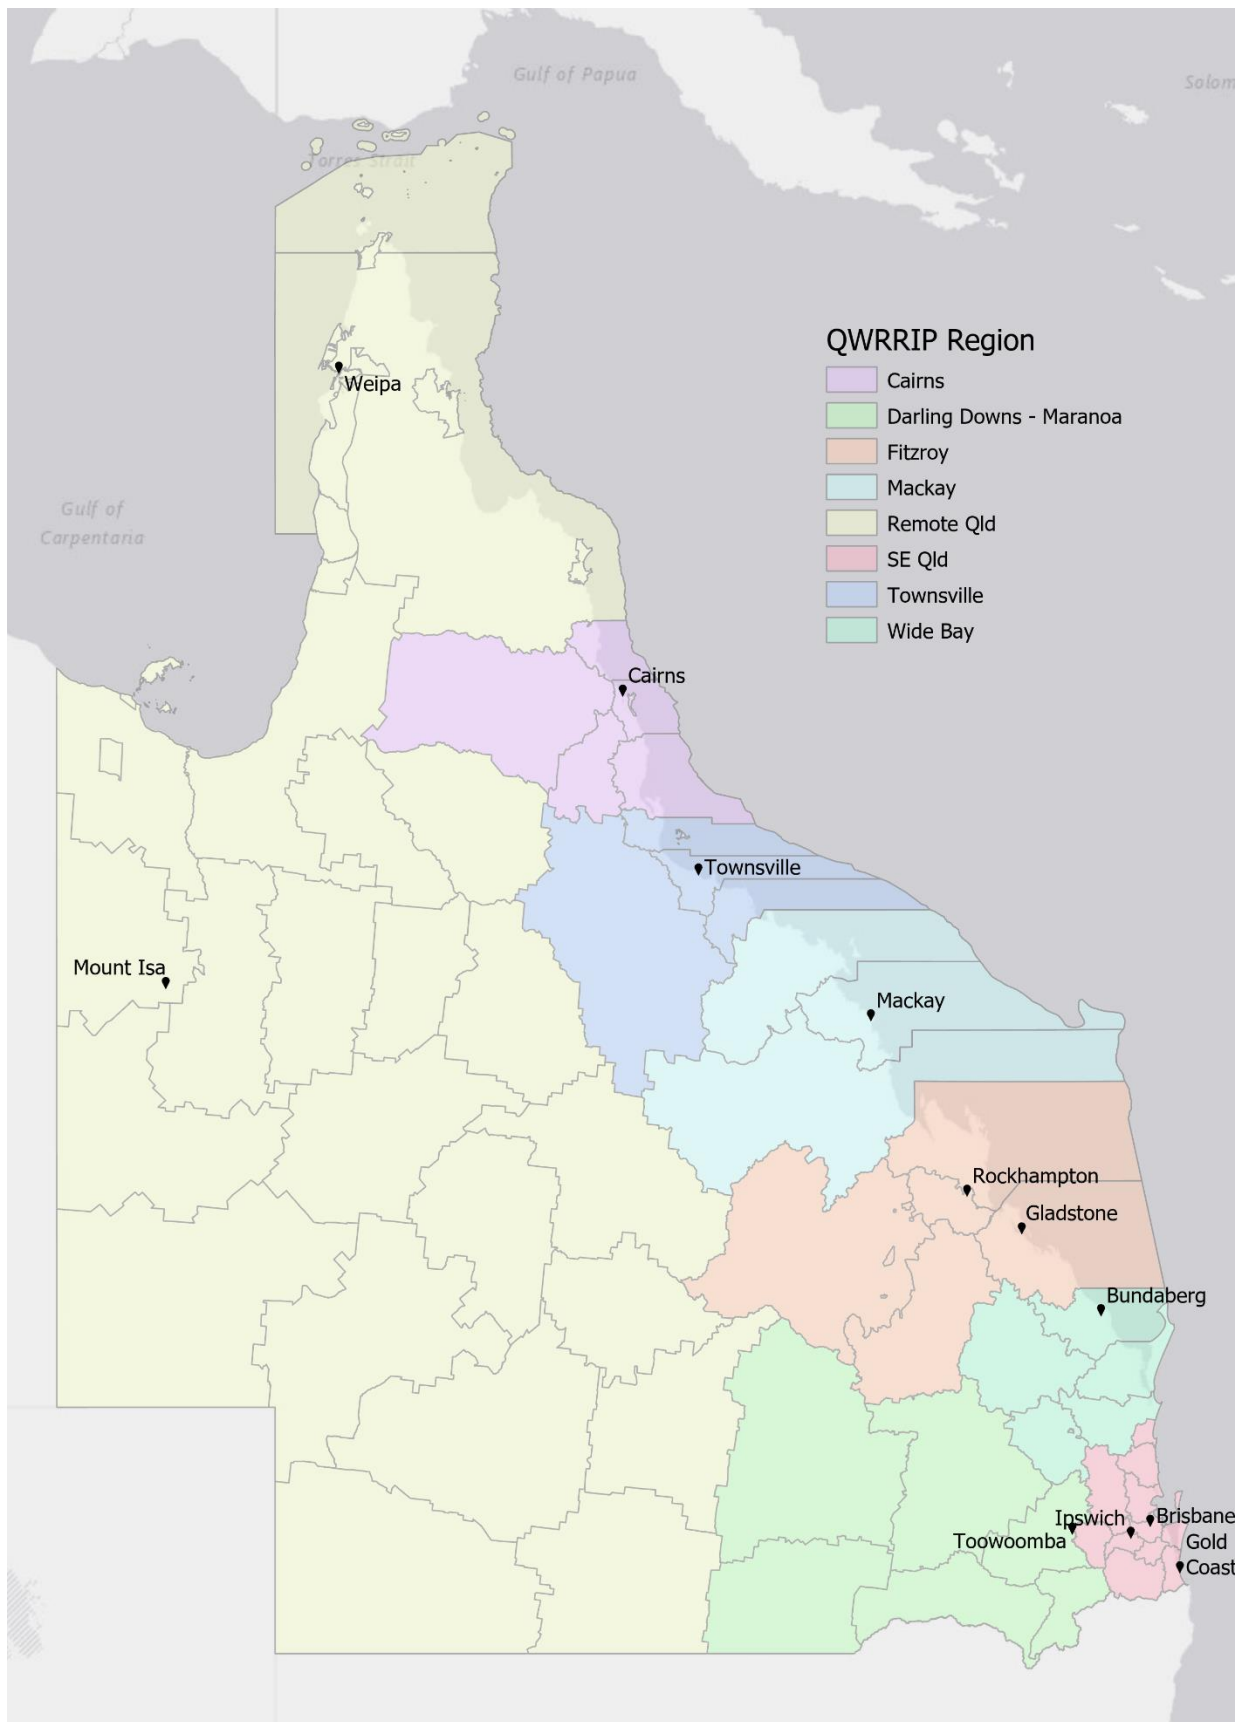 Gulf of Papua
Solom
Torres Strait
QWRRIP Region
Cairns
Darling Downs - Maranoa
Fitzroy
Mackay
Remote Qld
SE Qld
Townsville
Wide Bay
Weipa
Gulf of
Carpentaria
Cairns
Townsville
Mount Isa
Mackay
Rockhampton
Gladstone
Bundaberg
Ipswich
Brisbane
Toowoomba
Gold
Coast